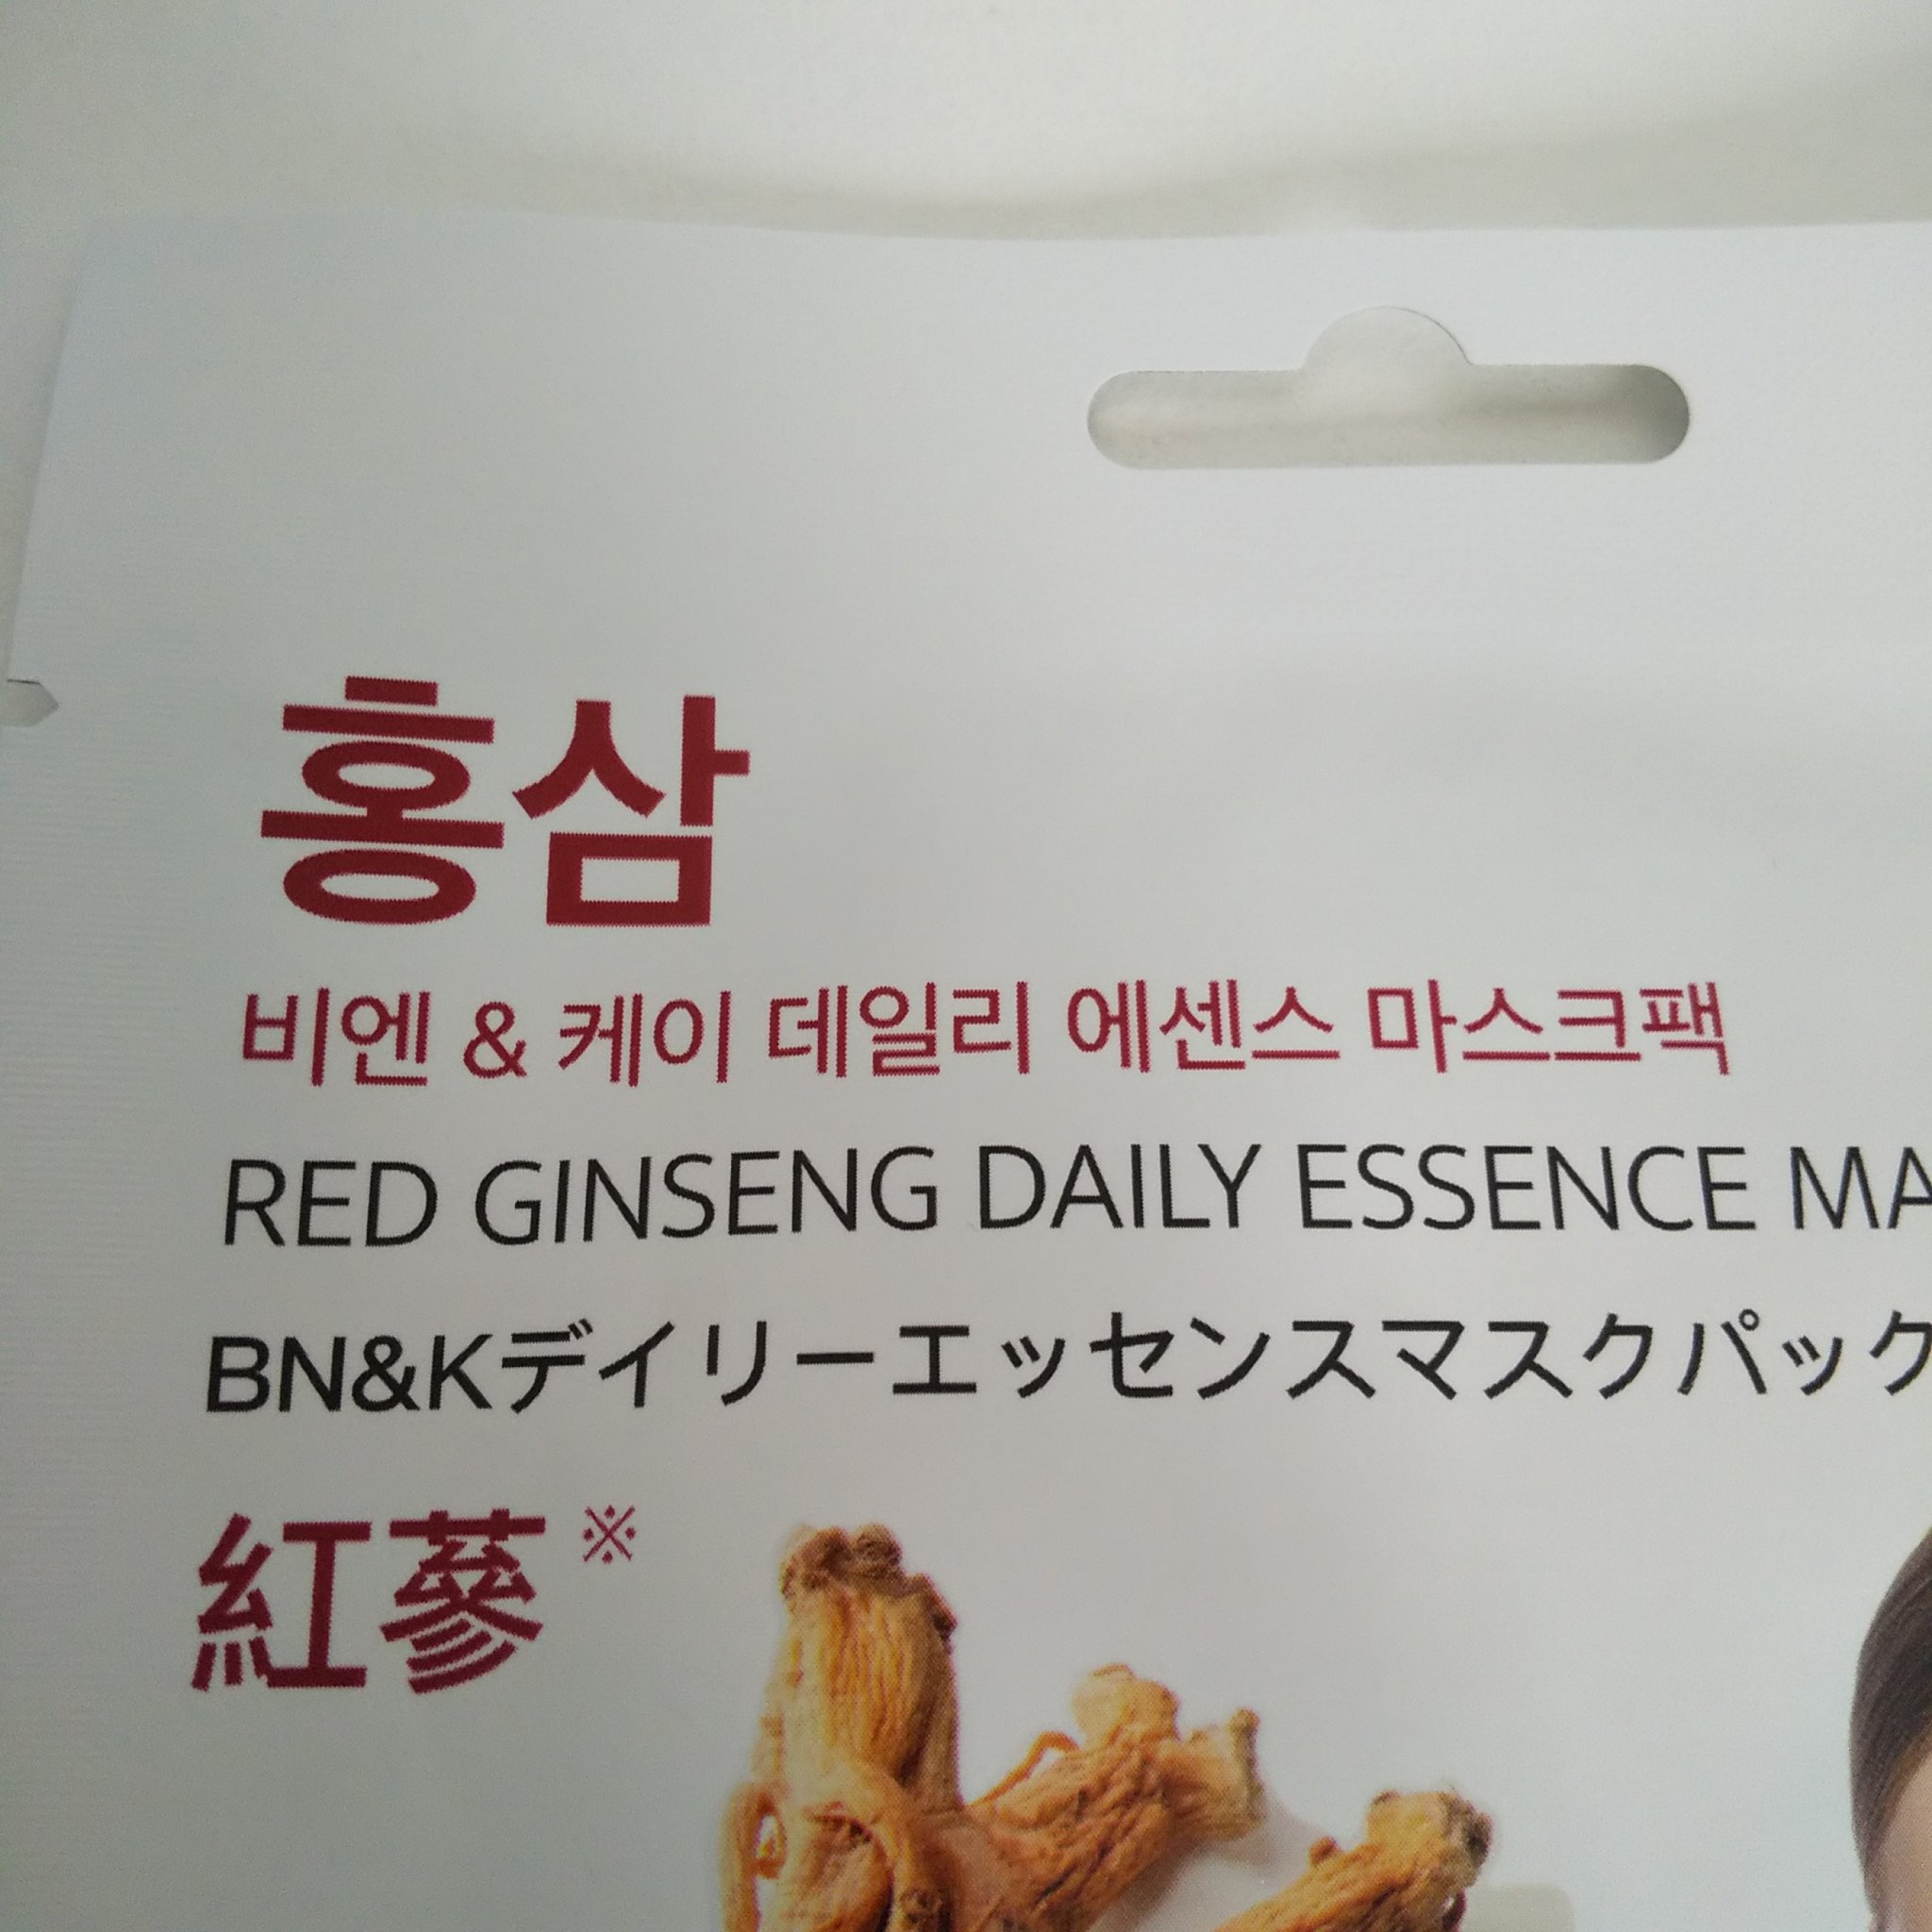 홍삼
비엔 & 케이 데일리 에센스 마스크팩
RED GINSENG DAILY ESSENCE MA
BN&Kデイリーエッセンスマスクパック
紅蔘※